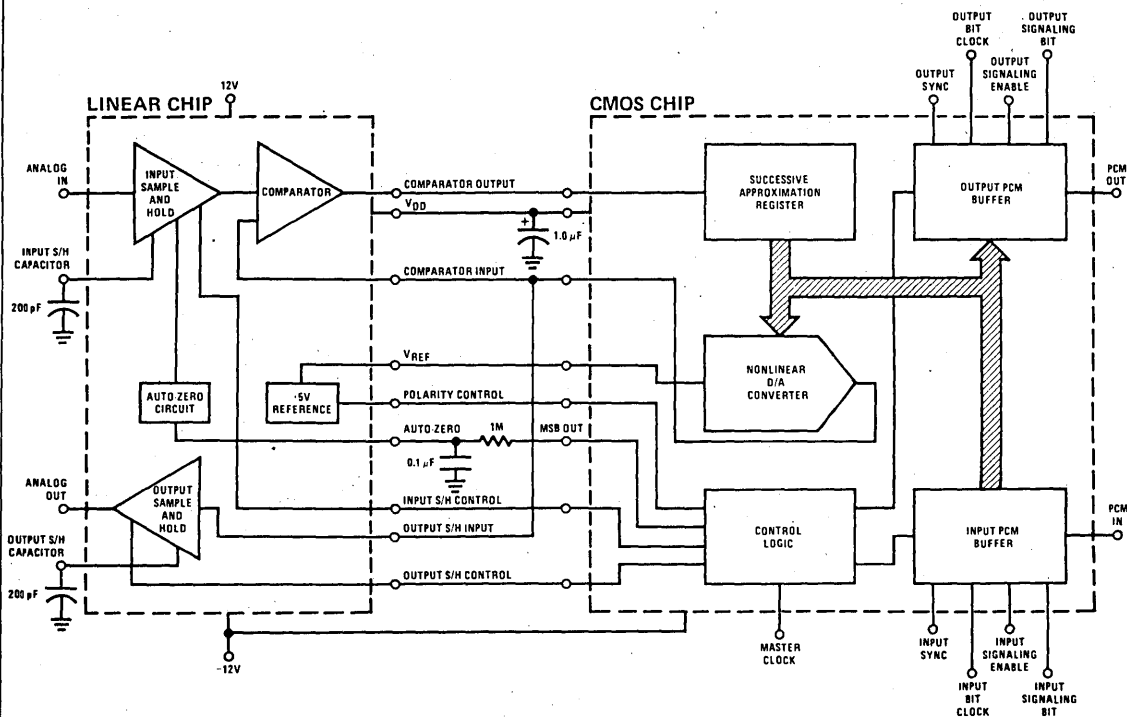 OUTPUT
BIT
CLOCK
OUTPUT
SIGNALING
BIT
OUTPUT
SYNC
OUTPUT
SIGNALING
ENABLE
12V
LINEAR CHIP
CMOS CHIP
ANALOG
IN
INPUT
SAMPLE
AND
HOLD
COMPARATOR
COMPARATOR OUTPUT
SUCCESSIVE
APPROXIMATION
REGISTER
OUTPUT PCM
BUFFER
PCM
OUT
VDD
+
1.0 µF
INPUT S/H
CAPACITOR
200 pF
COMPARATOR INPUT
VREF
NONLINEAR
D/A
CONVERTER
AUTO-ZERO
CIRCUIT
-5V
REFERENCE
POLARITY CONTROL
AUTO-ZERO
1M
MSB OUT
0.1 µF
ANALOG
OUT
OUTPUT
SAMPLE
AND
HOLD
INPUT S/H CONTROL
OUTPUT S/H INPUT
CONTROL
LOGIC
INPUT PCM
BUFFER
PCM
IN
OUTPUT S/H
CAPACITOR
200 pF
OUTPUT S/H CONTROL
-12V
MASTER
CLOCK
INPUT
SYNC
INPUT
SIGNALING
ENABLE
INPUT
BIT
CLOCK
INPUT
SIGNALING
BIT